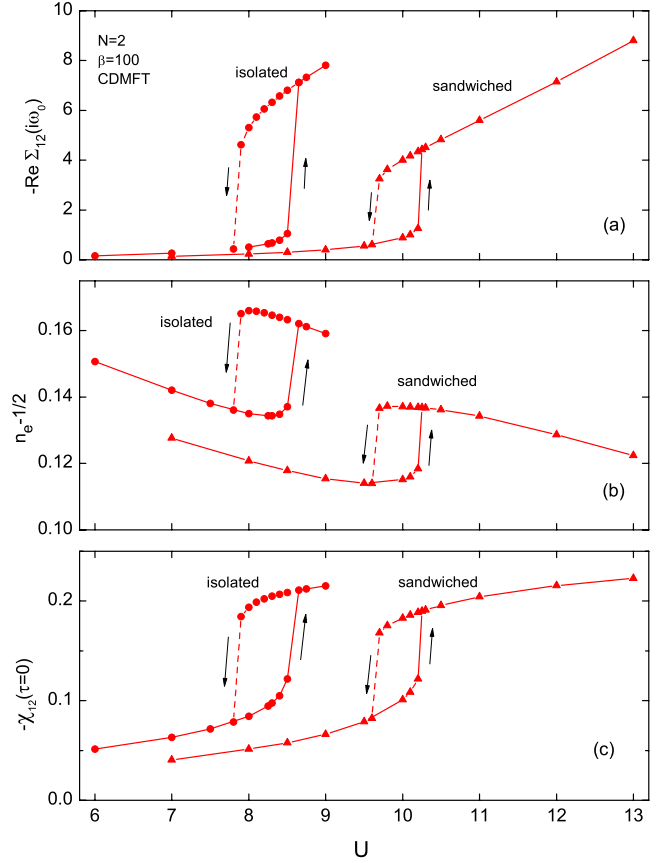 10
8
6
4
2
0
-Re Σ₁₂(iω₀)
N=2
β=100
CDMFT
isolated
sandwiched
(a)
0.16
0.14
0.12
0.10
nₑ-1/2
isolated
sandwiched
(b)
0.2
0.1
0.0
-χ₁₂(τ=0)
isolated
sandwiched
(c)
6 7 8 9 10 11 12 13
U